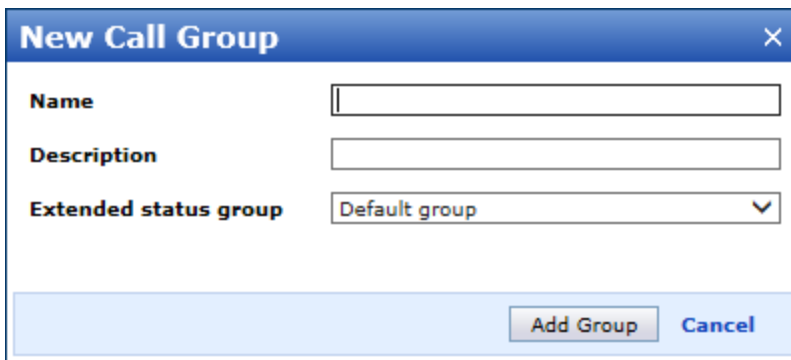 New Call Group
Name
Description
Extended status group Default group
Add Group Cancel